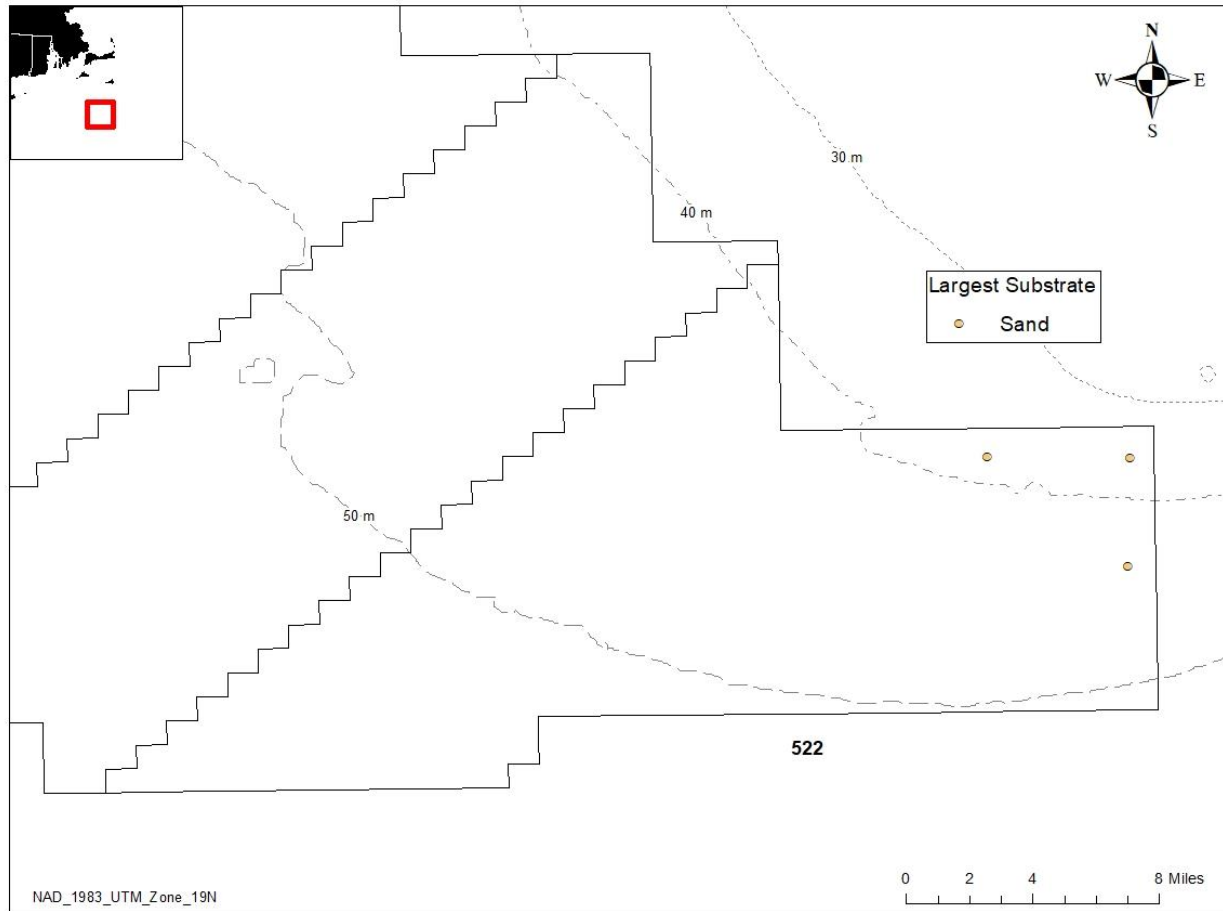 N
W E
S
30 m
40 m
Largest Substrate
Sand
50 m
522
0 2 4 8 Miles
NAD_1983_UTM_Zone_19N